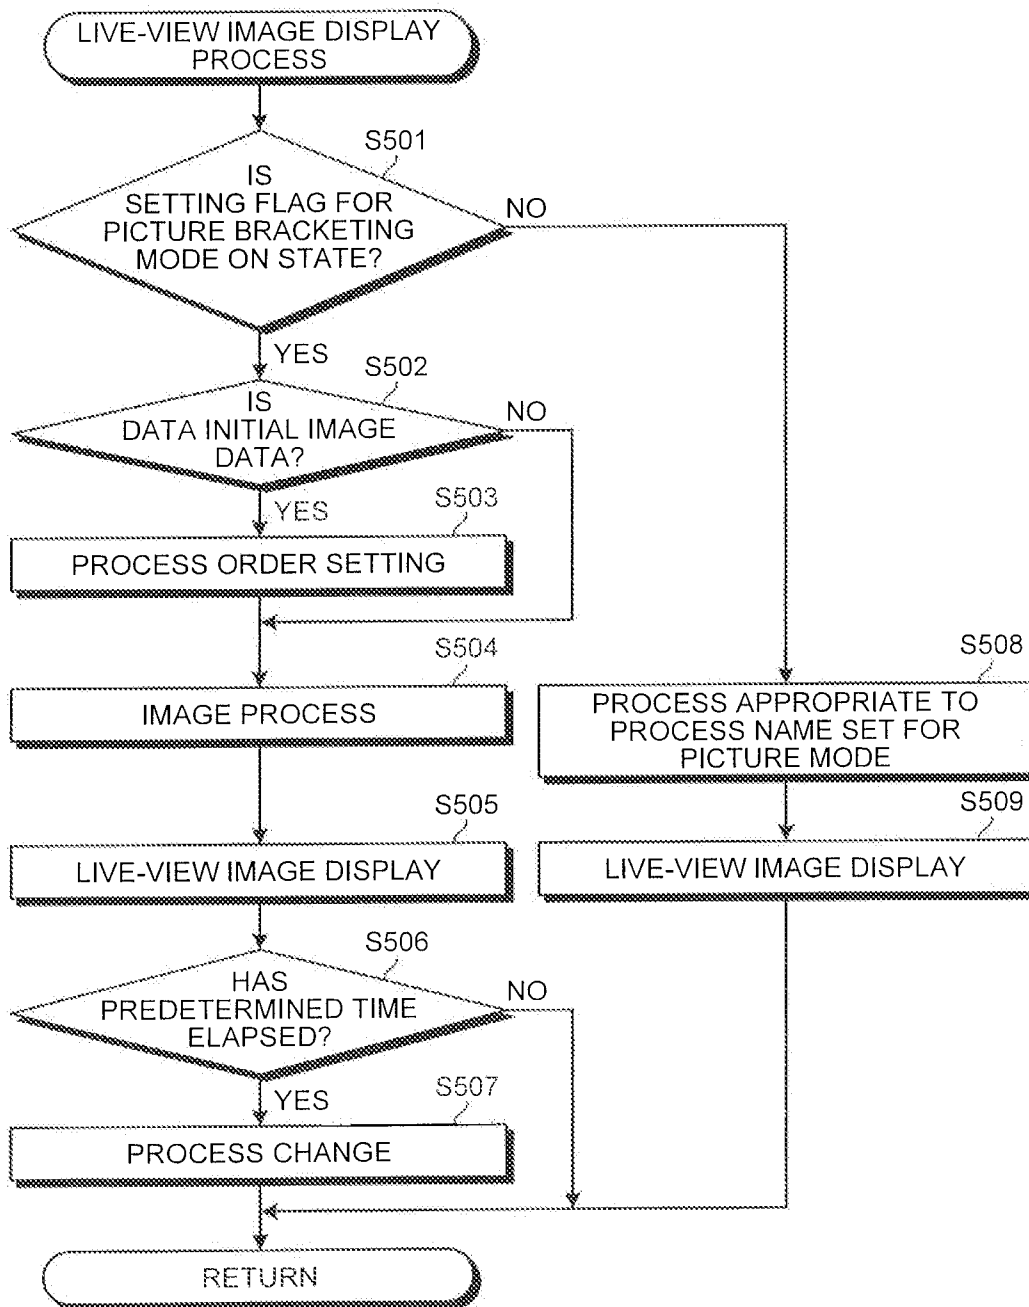 LIVE-VIEW IMAGE DISPLAY
PROCESS
S501
IS
SETTING FLAG FOR
PICTURE BRACKETING
MODE ON STATE?
NO
YES
S502
IS
DATA INITIAL IMAGE
DATA?
NO
YES
S503
PROCESS ORDER SETTING
S504
IMAGE PROCESS
S508
PROCESS APPROPRIATE TO
PROCESS NAME SET FOR
PICTURE MODE
S505
LIVE-VIEW IMAGE DISPLAY
S509
LIVE-VIEW IMAGE DISPLAY
S506
HAS
PREDETERMINED TIME
ELAPSED?
NO
YES
S507
PROCESS CHANGE
RETURN